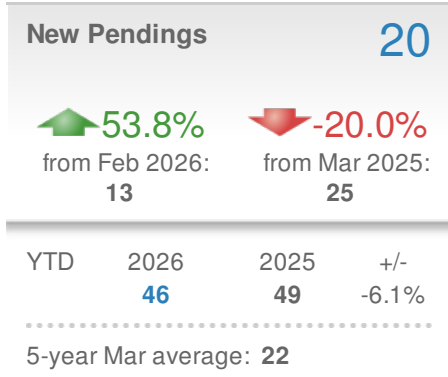 New Pendings 20
53.8% -20.0%
from Feb 2026: from Mar 2025:
13 25
YTD 2026 2025 +/-
46 49 -6.1%
5-year Mar average: 22